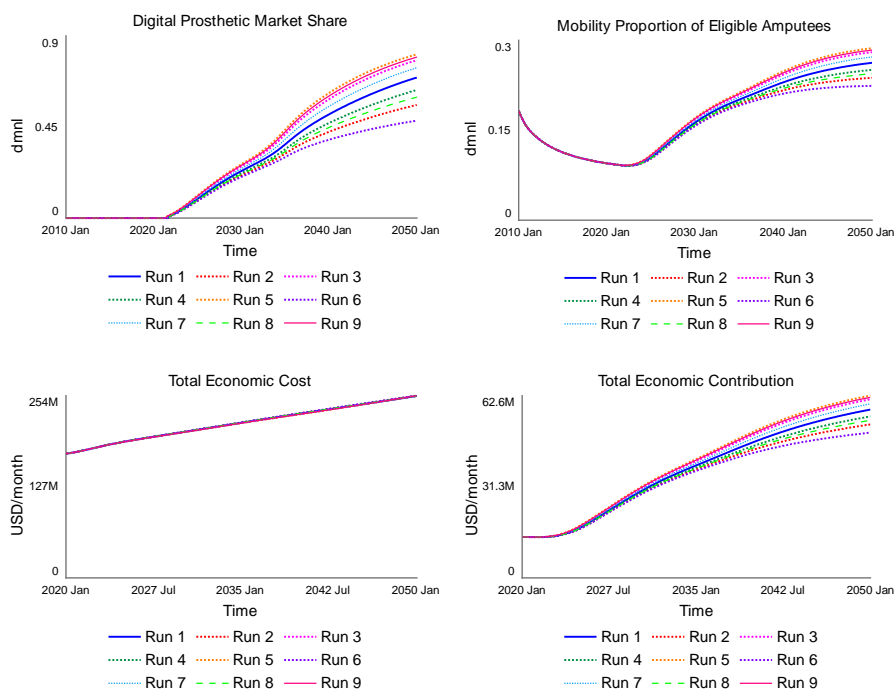 Digital Prosthetic Market Share
0.9
0.45
0
dmnl
2010 Jan 2020 Jan 2030 Jan 2040 Jan 2050 Jan
Time
Run 1 Run 2 Run 3
Run 4 Run 5 Run 6
Run 7 Run 8 Run 9
Mobility Proportion of Eligible Amputees
0.3
0.15
0
dmnl
2010 Jan 2020 Jan 2030 Jan 2040 Jan 2050 Jan
Time
Run 1 Run 2 Run 3
Run 4 Run 5 Run 6
Run 7 Run 8 Run 9
Total Economic Cost
254M
127M
0
USD/month
2020 Jan 2027 Jul 2035 Jan 2042 Jul 2050 Jan
Time
Run 1 Run 2 Run 3
Run 4 Run 5 Run 6
Run 7 Run 8 Run 9
Total Economic Contribution
62.6M
31.3M
0
USD/month
2020 Jan 2027 Jul 2035 Jan 2042 Jul 2050 Jan
Time
Run 1 Run 2 Run 3
Run 4 Run 5 Run 6
Run 7 Run 8 Run 9